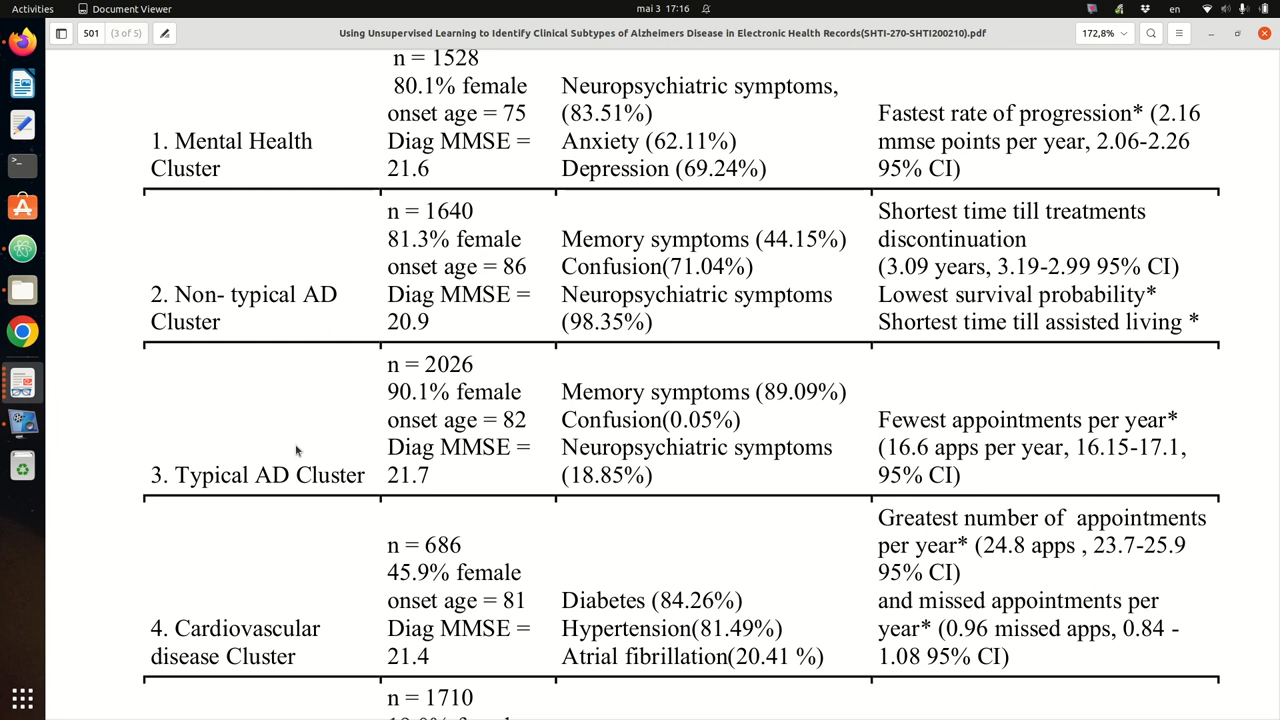 Activities Document Viewer mai 3 17:16 en
501 (3 of 5) Using Unsupervised Learning to Identify Clinical Subtypes of Alzheimers Disease in Electronic Health Records(SHTI-270-SHTI200210).pdf 172,8%
1. Mental Health
Cluster
n = 1528
80.1% female
onset age = 75
Diag MMSE =
21.6
Neuropsychiatric symptoms,
(83.51%)
Anxiety (62.11%)
Depression (69.24%)
Fastest rate of progression* (2.16
mmse points per year, 2.06-2.26
95% CI)
2. Non- typical AD
Cluster
n = 1640
81.3% female
onset age = 86
Diag MMSE =
20.9
Memory symptoms (44.15%)
Confusion(71.04%)
Neuropsychiatric symptoms
(98.35%)
Shortest time till treatments
discontinuation
(3.09 years, 3.19-2.99 95% CI)
Lowest survival probability*
Shortest time till assisted living *
3. Typical AD Cluster
n = 2026
90.1% female
onset age = 82
Diag MMSE =
21.7
Memory symptoms (89.09%)
Confusion(0.05%)
Neuropsychiatric symptoms
(18.85%)
Fewest appointments per year*
(16.6 apps per year, 16.15-17.1,
95% CI)
4. Cardiovascular
disease Cluster
n = 686
45.9% female
onset age = 81
Diag MMSE =
21.4
Diabetes (84.26%)
Hypertension(81.49%)
Atrial fibrillation(20.41 %)
Greatest number of appointments
per year* (24.8 apps , 23.7-25.9
95% CI)
and missed appointments per
year* (0.96 missed apps, 0.84 -
1.08 95% CI)
n = 1710